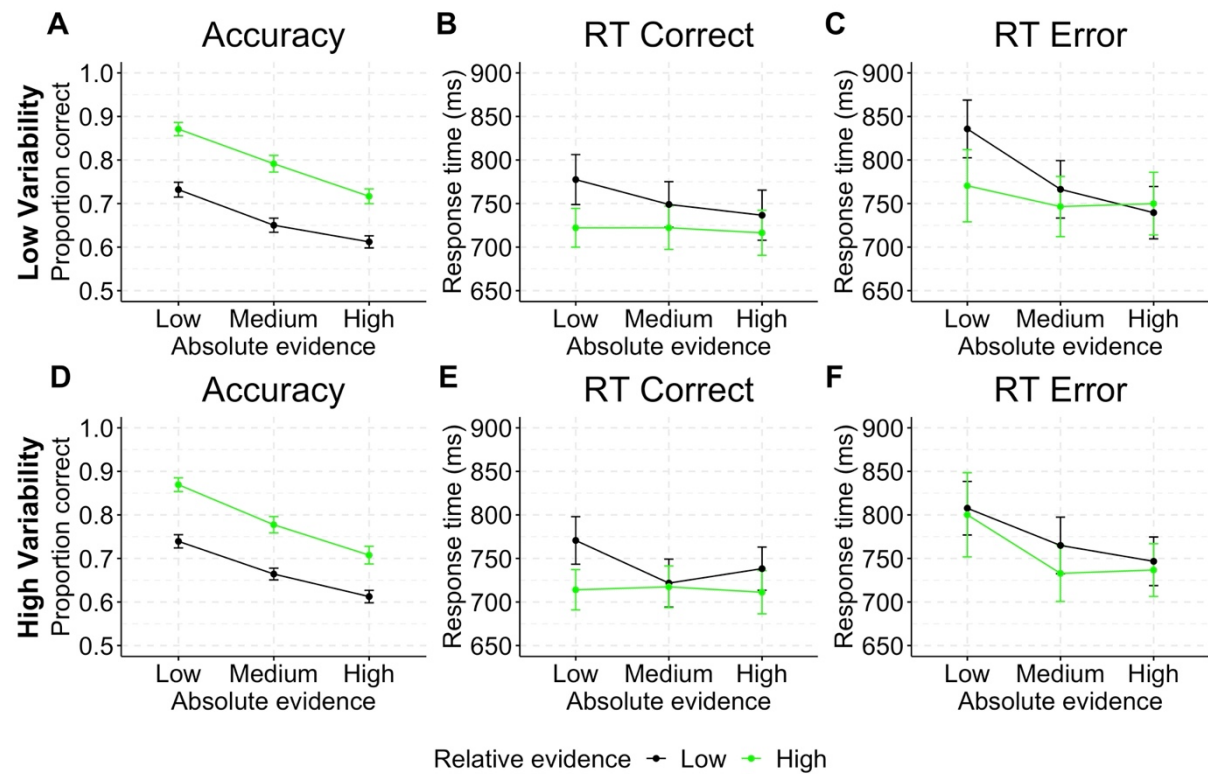 A
Accuracy
B
RT Correct
C
RT Error
Low Variability
Proportion correct
1.0
0.9
0.8
0.7
0.6
0.5
Low Medium High
Absolute evidence
Response time (ms)
900
850
800
750
700
650
Low Medium High
Absolute evidence
Response time (ms)
900
850
800
750
700
650
Low Medium High
Absolute evidence
D
Accuracy
E
RT Correct
F
RT Error
High Variability
Proportion correct
1.0
0.9
0.8
0.7
0.6
0.5
Low Medium High
Absolute evidence
Response time (ms)
900
850
800
750
700
650
Low Medium High
Absolute evidence
Response time (ms)
900
850
800
750
700
650
Low Medium High
Absolute evidence
Relative evidence Low High